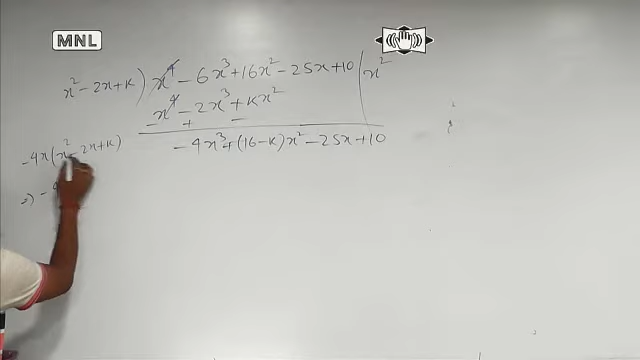 MNL
x² - 2x + k ) x⁴ - 6x³ + 16x² - 25x + 10 | x²
x⁴ - 2x³ + kx²
- + -
- 4x³ + (16 - k)x² - 25x + 10
- 4x(x² - 2x + k)
⇒) - 4